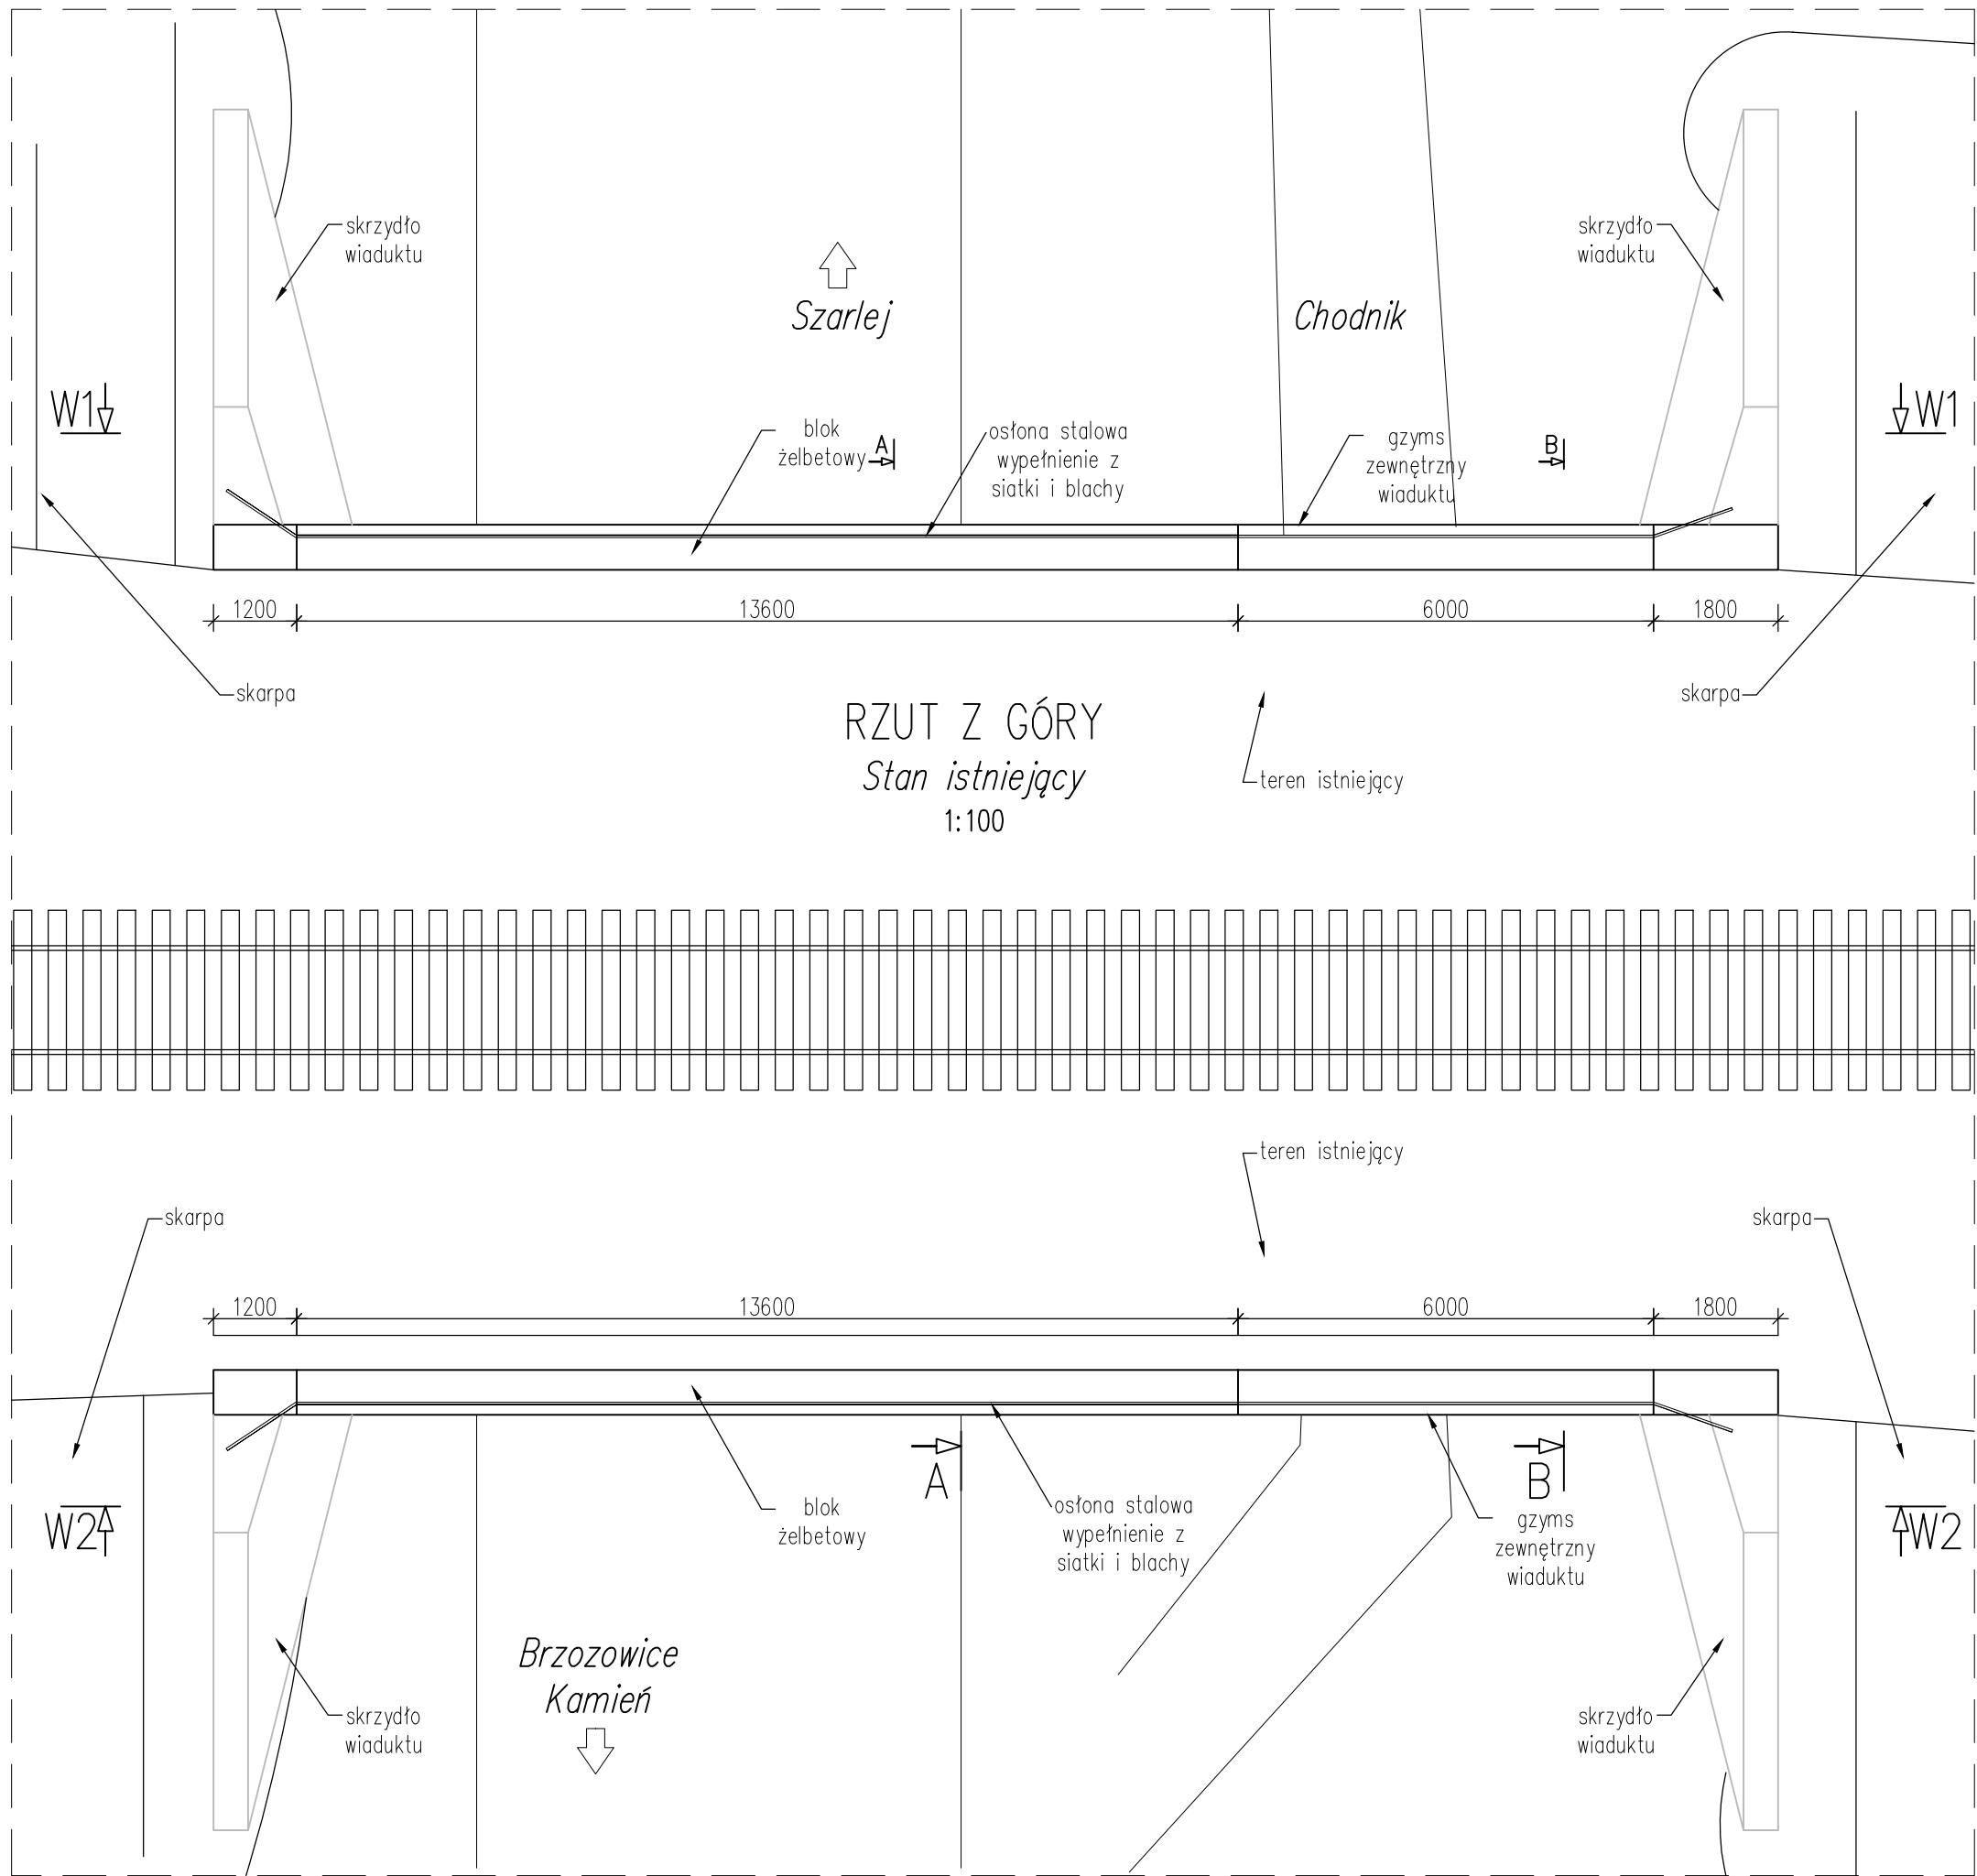 skrzydło
wiaduktu
skrzydło
wiaduktu
Szarlej
Chodnik
W1
W1
blok
żelbetowy
A
osłona stalowa
wypełnienie z
siatki i blachy
gzyms
zewnętrzny
wiaduktu
B
1200
13600
6000
1800
skarpa
skarpa
RZUT Z GÓRY
Stan istniejący
1:100
teren istniejący
teren istniejący
skarpa
skarpa
1200
13600
6000
1800
A
B
W2
W2
blok
żelbetowy
osłona stalowa
wypełnienie z
siatki i blachy
gzyms
zewnętrzny
wiaduktu
Brzozowice
Kamień
skrzydło
wiaduktu
skrzydło
wiaduktu